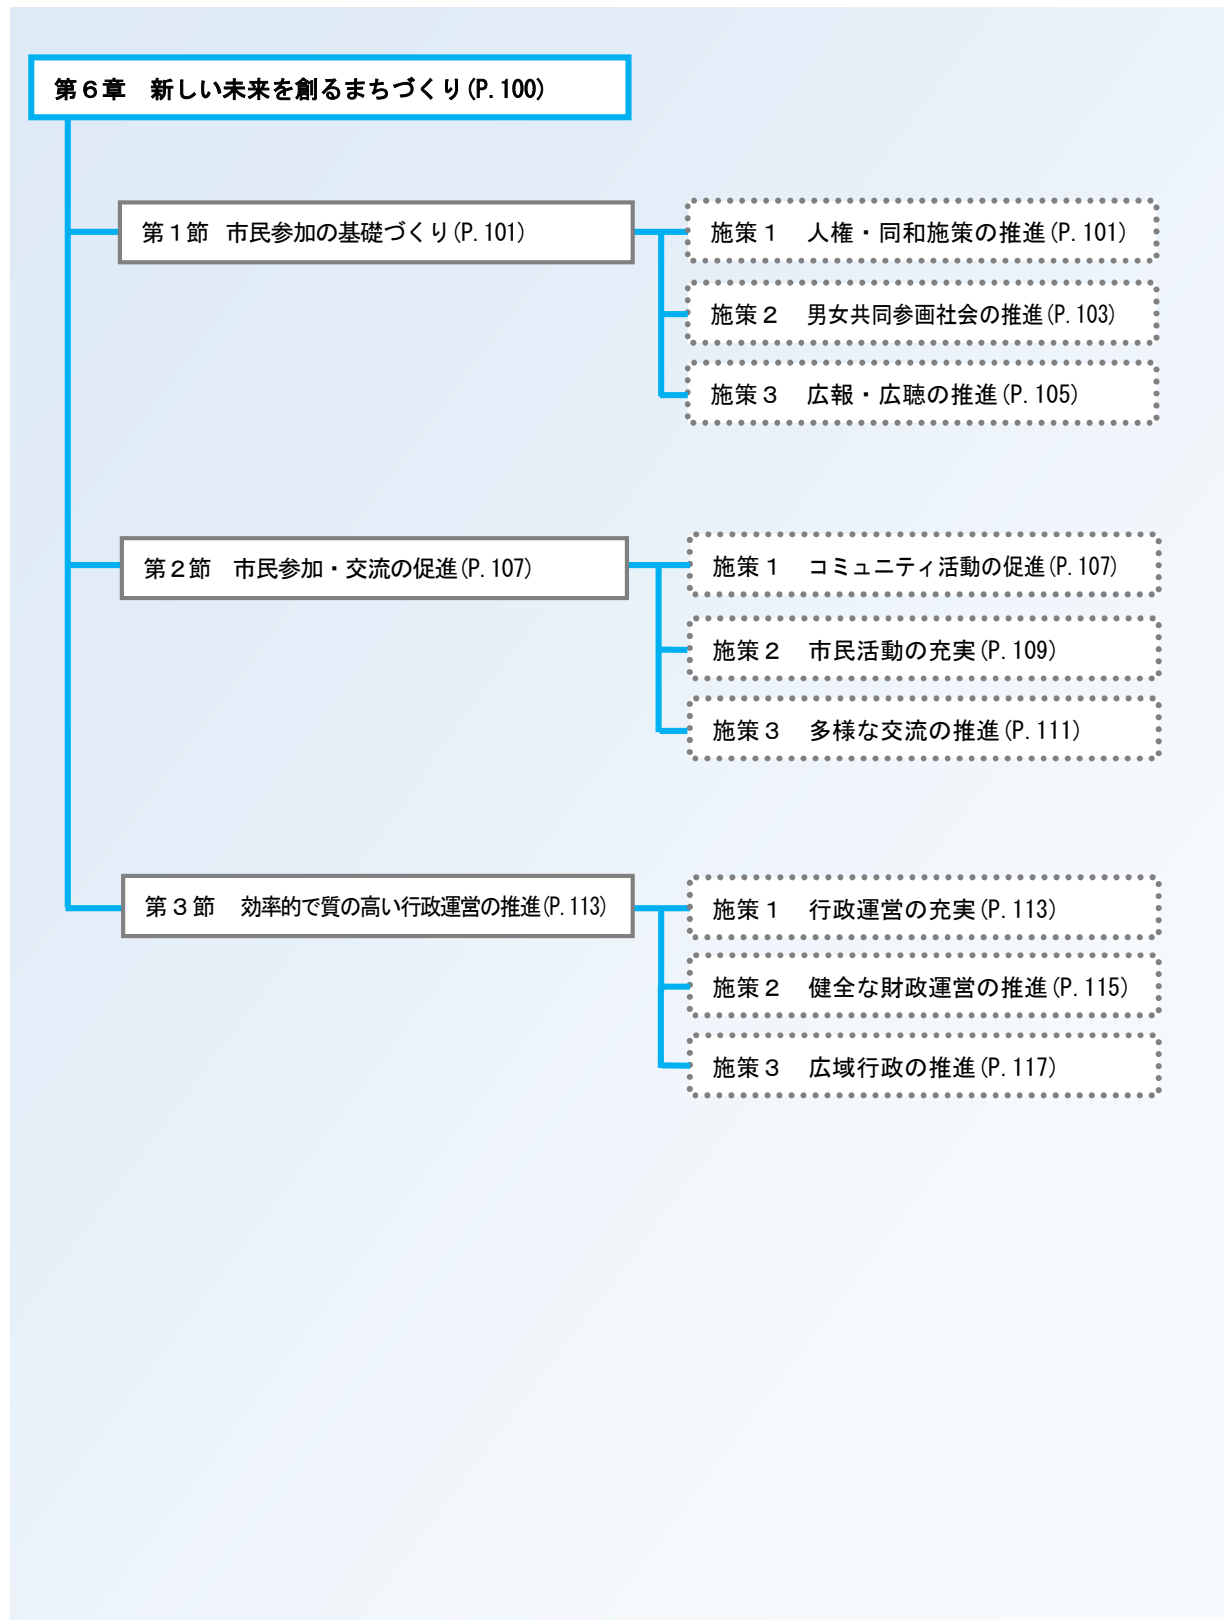 第６章　新しい未来を創るまちづくり(P.100)
第１節　市民参加の基礎づくり(P.101)
施策１　人権・同和施策の推進(P.101)
施策２　男女共同参画社会の推進(P.103)
施策３　広報・広聴の推進(P.105)
第２節　市民参加・交流の促進(P.107)
施策１　コミュニティ活動の促進(P.107)
施策２　市民活動の充実(P.109)
施策３　多様な交流の推進(P.111)
第３節　効率的で質の高い行政運営の推進(P.113)
施策１　行政運営の充実(P.113)
施策２　健全な財政運営の推進(P.115)
施策３　広域行政の推進(P.117)